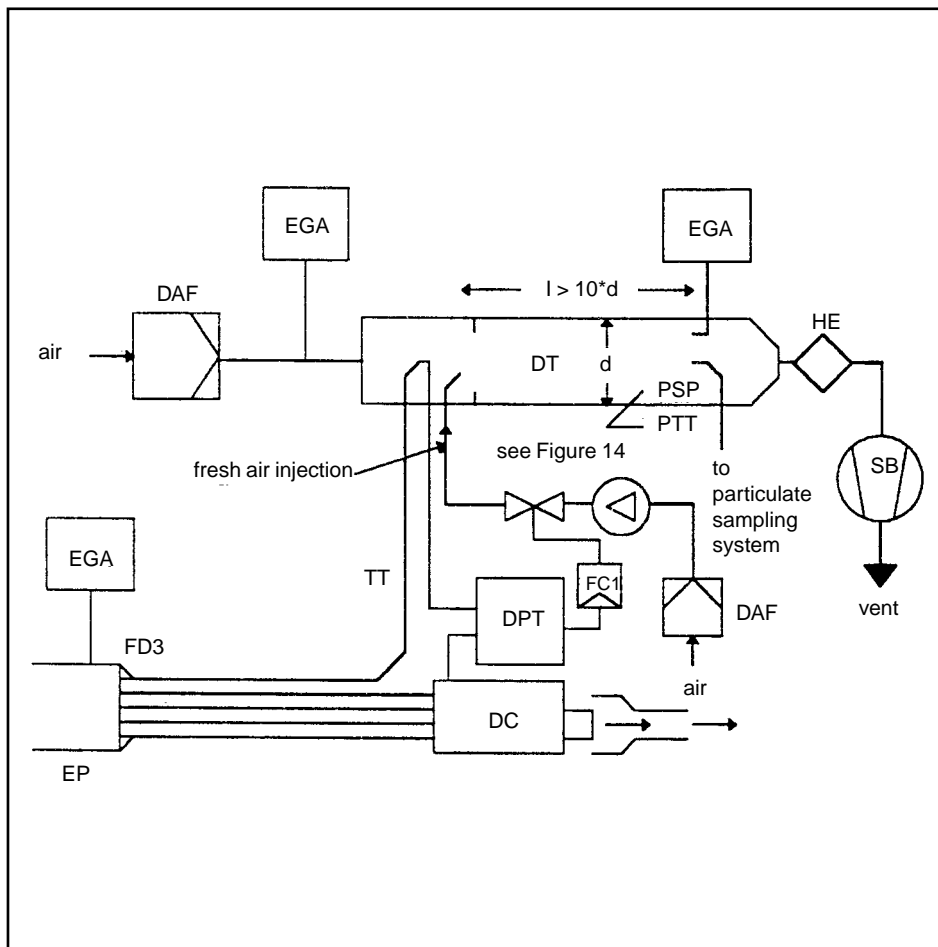 EGA
EGA
DAF
l > 10*d
HE
air
DT
d
PSP
PTT
see Figure 14
fresh air injection
to
particulate
sampling
system
SB
EGA
TT
FC1
DPT
DAF
vent
FD3
air
DC
EP